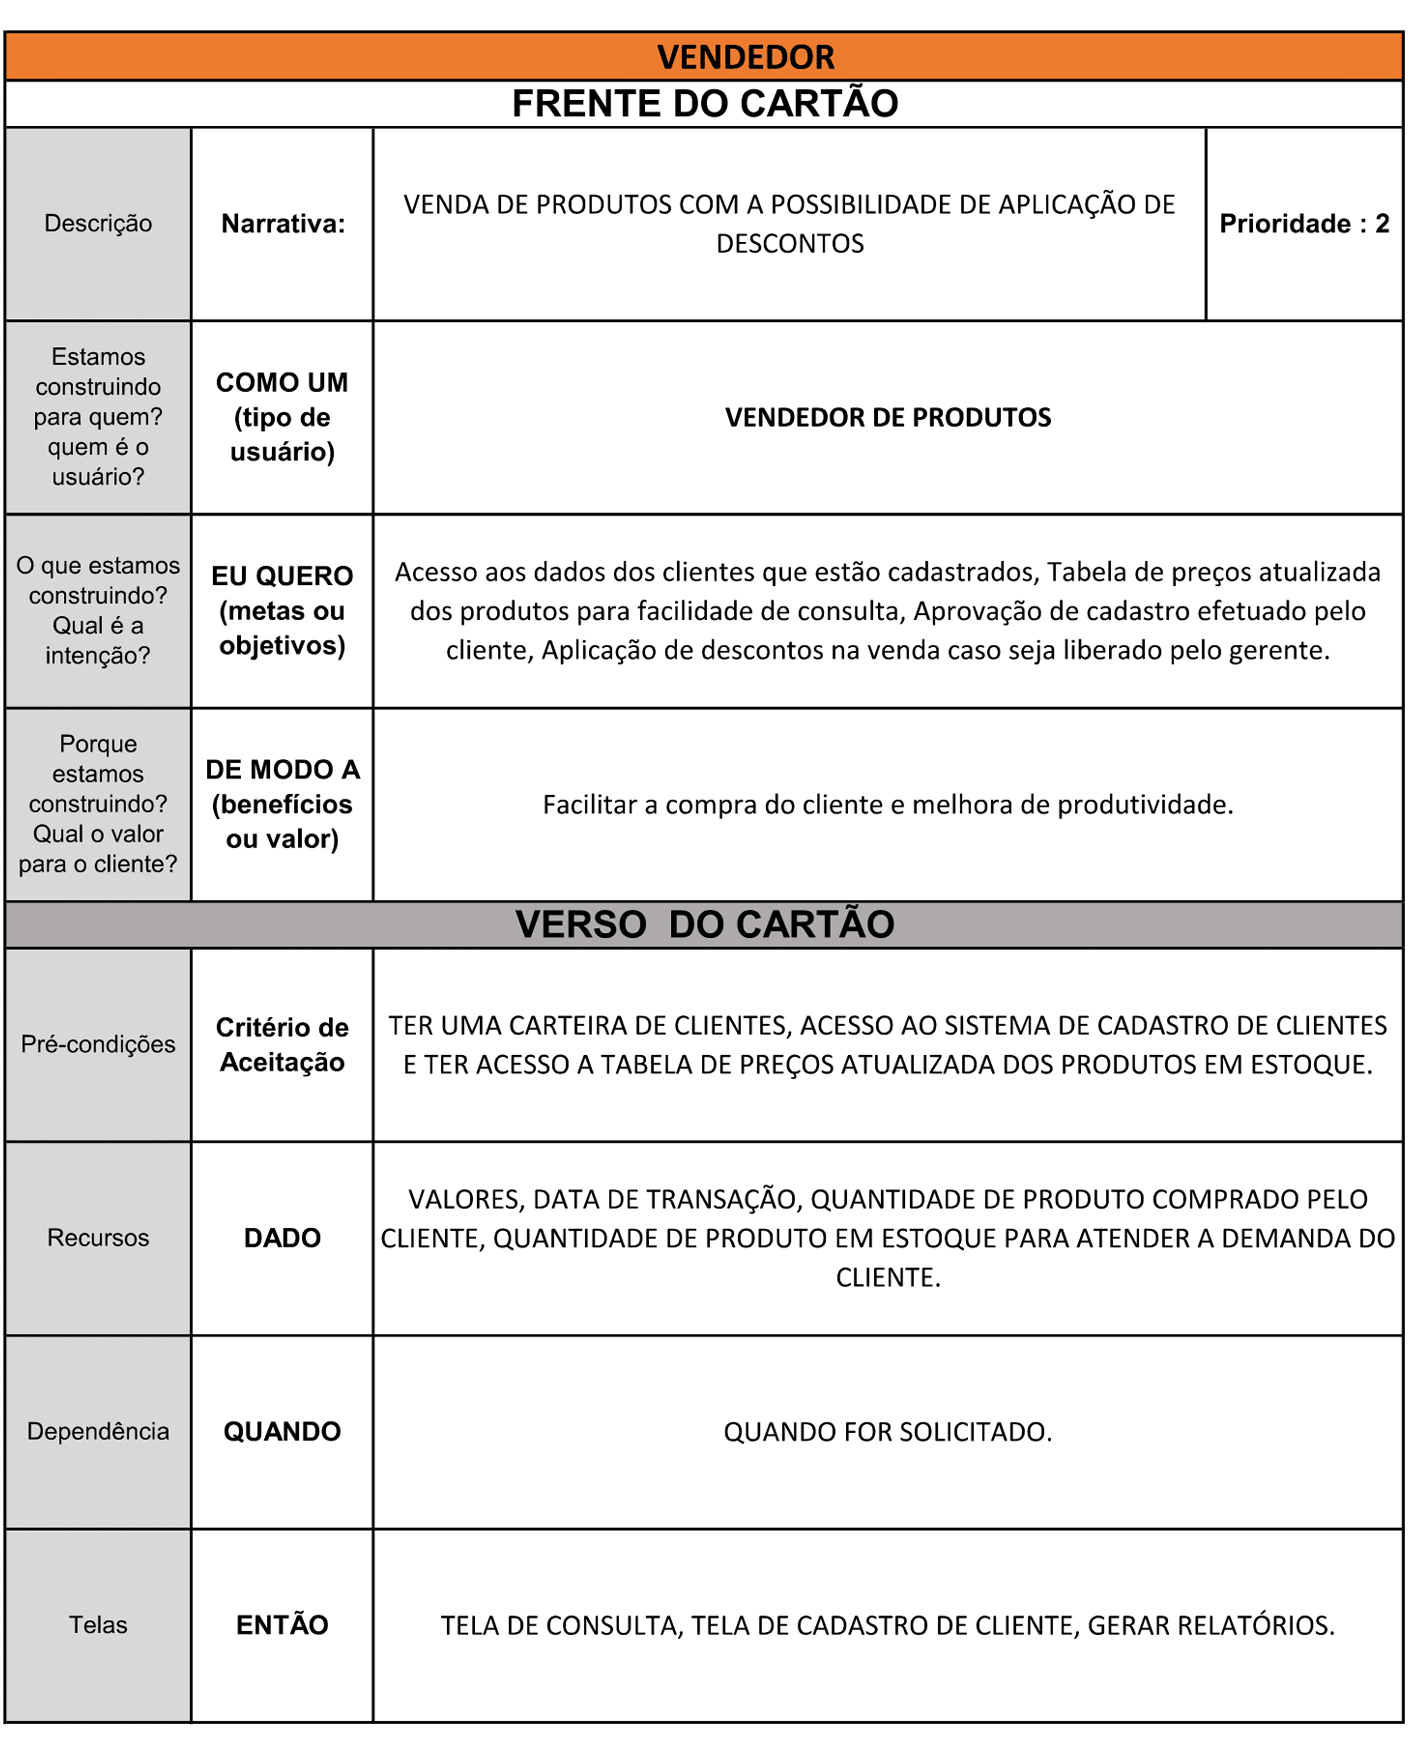 VENDEDOR
FRENTE DO CARTÃO
Descrição
Narrativa:
VENDA DE PRODUTOS COM A POSSIBILIDADE DE APLICAÇÃO DE
DESCONTOS
Prioridade : 2
Estamos
construindo
para quem?
quem é o
usuário?
COMO UM
(tipo de
usuário)
VENDEDOR DE PRODUTOS
O que estamos
construindo?
Qual é a
intenção?
EU QUERO
(metas ou
objetivos)
Acesso aos dados dos clientes que estão cadastrados, Tabela de preços atualizada
dos produtos para facilidade de consulta, Aprovação de cadastro efetuado pelo
cliente, Aplicação de descontos na venda caso seja liberado pelo gerente.
Porque
estamos
construindo?
Qual o valor
para o cliente?
DE MODO A
(benefícios
ou valor)
Facilitar a compra do cliente e melhora de produtividade.
VERSO  DO CARTÃO
Pré-condições
Critério de
Aceitação
TER UMA CARTEIRA DE CLIENTES, ACESSO AO SISTEMA DE CADASTRO DE CLIENTES
E TER ACESSO A TABELA DE PREÇOS ATUALIZADA DOS PRODUTOS EM ESTOQUE.
Recursos
DADO
VALORES, DATA DE TRANSAÇÃO, QUANTIDADE DE PRODUTO COMPRADO PELO
CLIENTE, QUANTIDADE DE PRODUTO EM ESTOQUE PARA ATENDER A DEMANDA DO
CLIENTE.
Dependência
QUANDO
QUANDO FOR SOLICITADO.
Telas
ENTÃO
TELA DE CONSULTA, TELA DE CADASTRO DE CLIENTE, GERAR RELATÓRIOS.